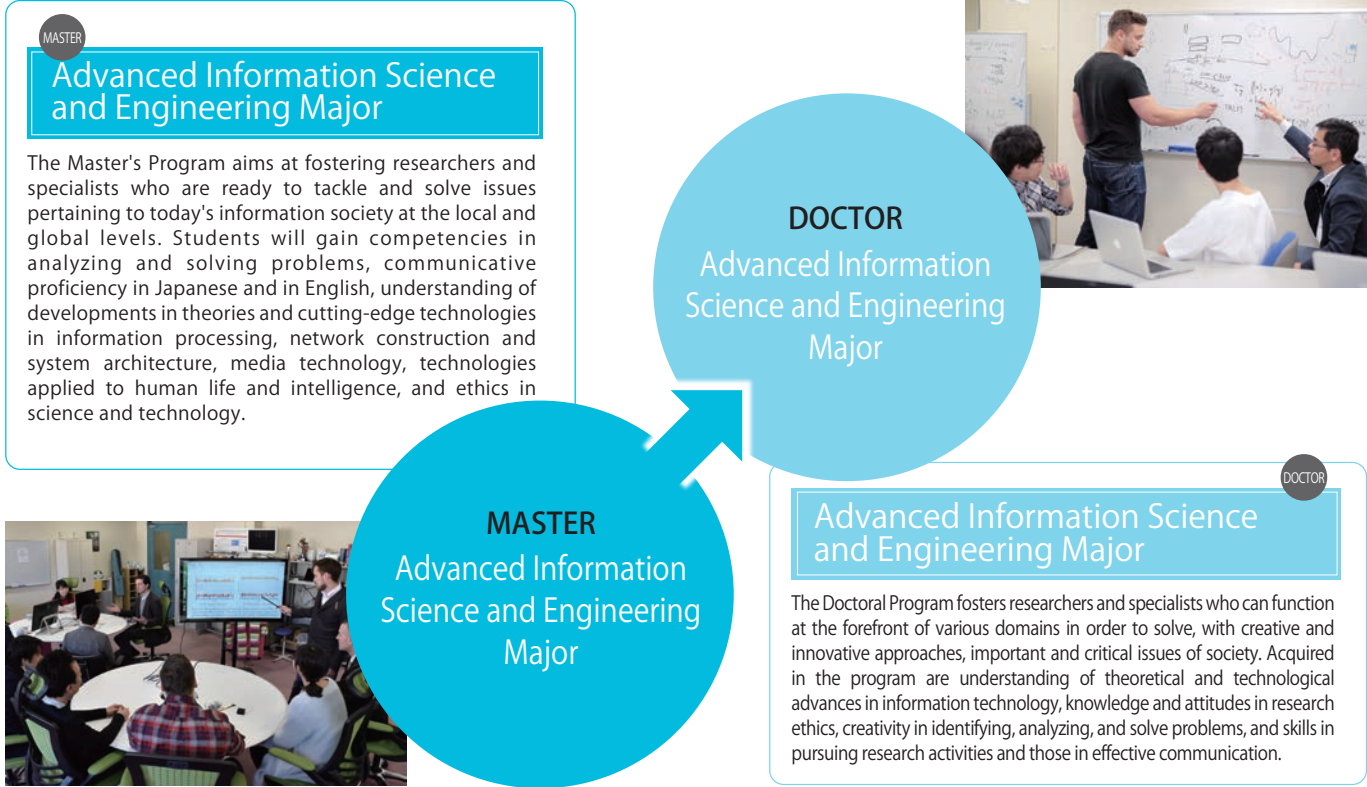 MASTER
Advanced Information Science
and Engineering Major
The Master's Program aims at fostering researchers and
specialists who are ready to tackle and solve issues
pertaining to today's information society at the local and
global levels. Students will gain competencies in
analyzing and solving problems, communicative
proficiency in Japanese and in English, understanding of
developments in theories and cutting-edge technologies
in information processing, network construction and
system architecture, media technology, technologies
applied to human life and intelligence, and ethics in
science and technology.
DOCTOR
Advanced Information
Science and Engineering
Major
MASTER
Advanced Information
Science and Engineering
Major
DOCTOR
Advanced Information Science
and Engineering Major
The Doctoral Program fosters researchers and specialists who can function
at the forefront of various domains in order to solve, with creative and
innovative approaches, important and critical issues of society. Acquired
in the program are understanding of theoretical and technological
advances in information technology, knowledge and attitudes in research
ethics, creativity in identifying, analyzing, and solve problems, and skills in
pursuing research activities and those in effective communication.